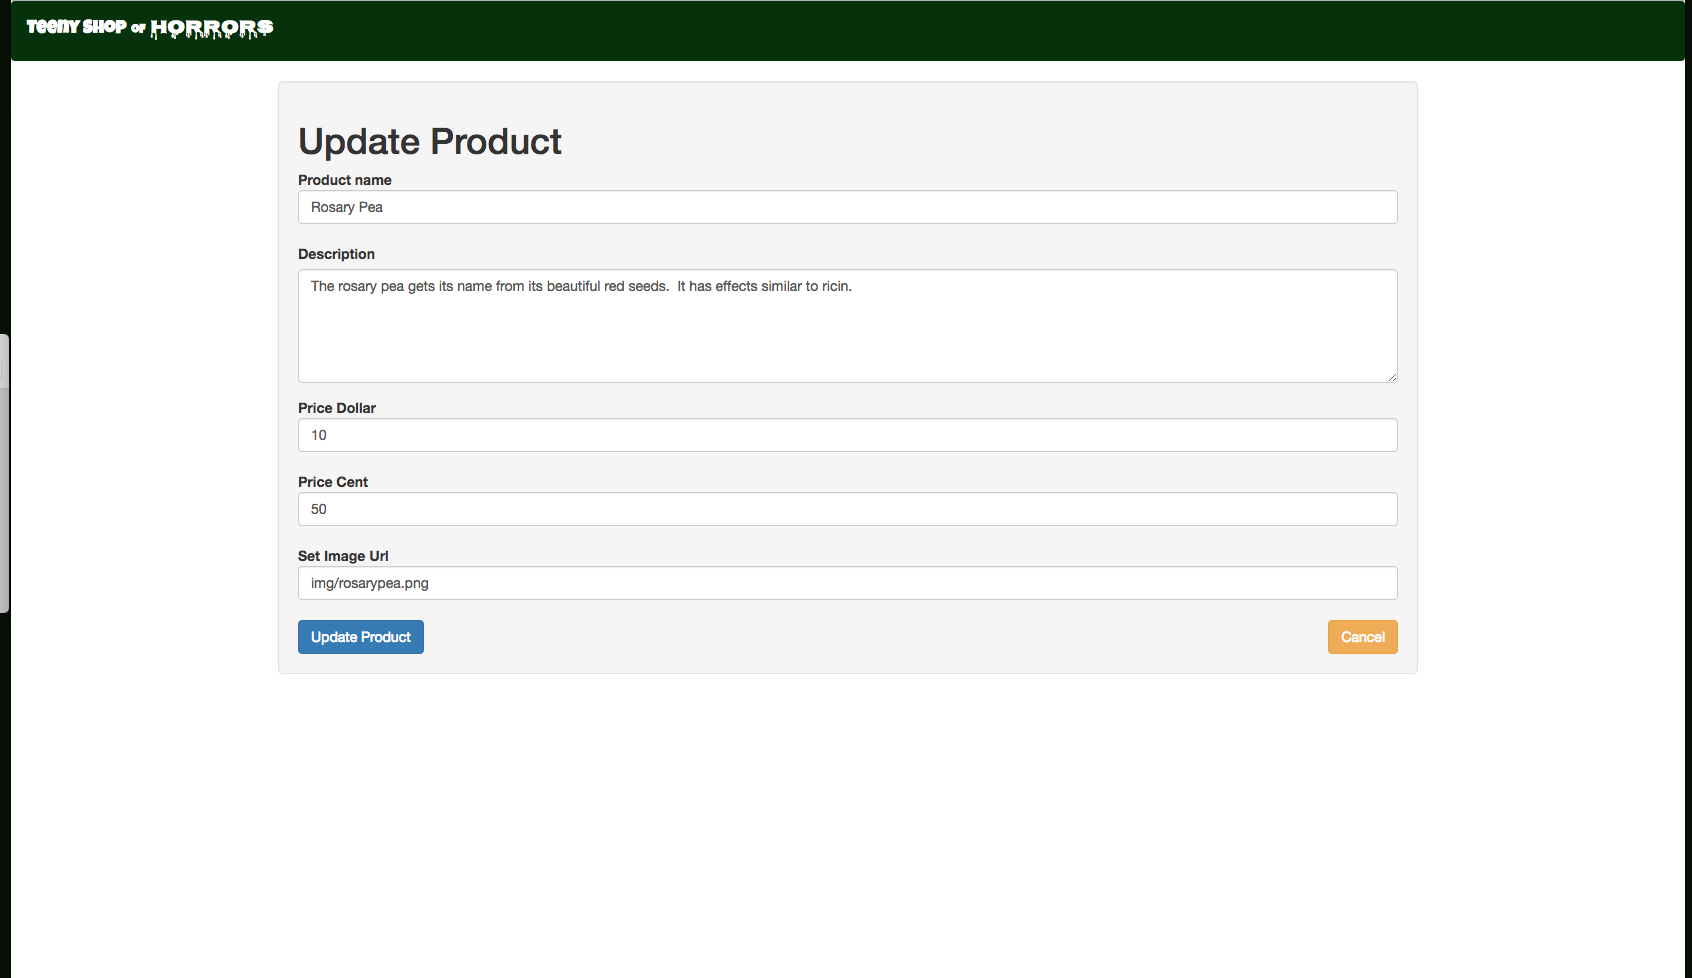 Teeny Shop of Horrors
Update Product
Product name
Rosary Pea
Description
The rosary pea gets its name from its beautiful red seeds.  It has effects similar to ricin.
Price Dollar
10
Price Cent
50
Set Image Url
img/rosarypea.png
Update Product
Cancel